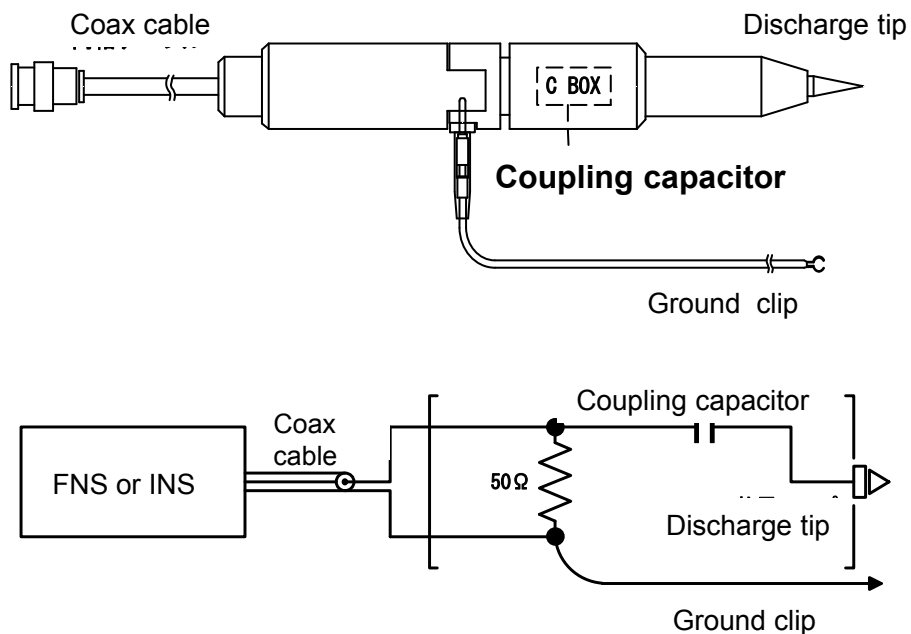 Coax cable
Discharge tip
C BOX
Coupling capacitor
Ground clip
Coupling capacitor
Coax
cable
FNS or INS
50Ω
Discharge tip
Ground clip